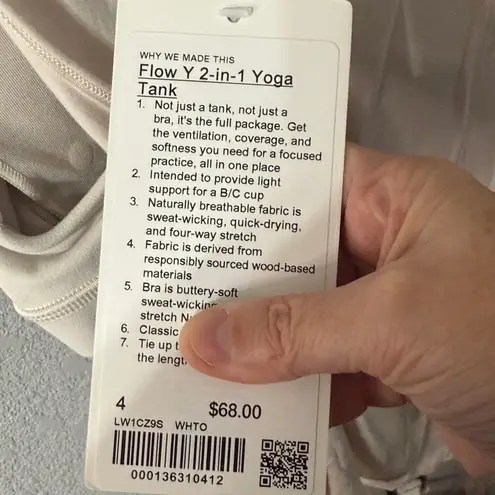 WHY WE MADE THIS
Flow Y 2-in-1 Yoga
Tank
1. Not just a tank, not just a
bra, it's the full package. Get
the ventilation, coverage, and
softness you need for a focused
practice, all in one place
2. Intended to provide light
support for a B/C cup
3. Naturally breathable fabric is
sweat-wicking, quick-drying,
and four-way stretch
4. Fabric is derived from
responsibly sourced wood-based
materials
5. Bra is buttery-soft
sweat-wicking
stretch
6. Classic
7. Tie up
the
4 $68.00
LW1CZ9S WHTO
000136310412